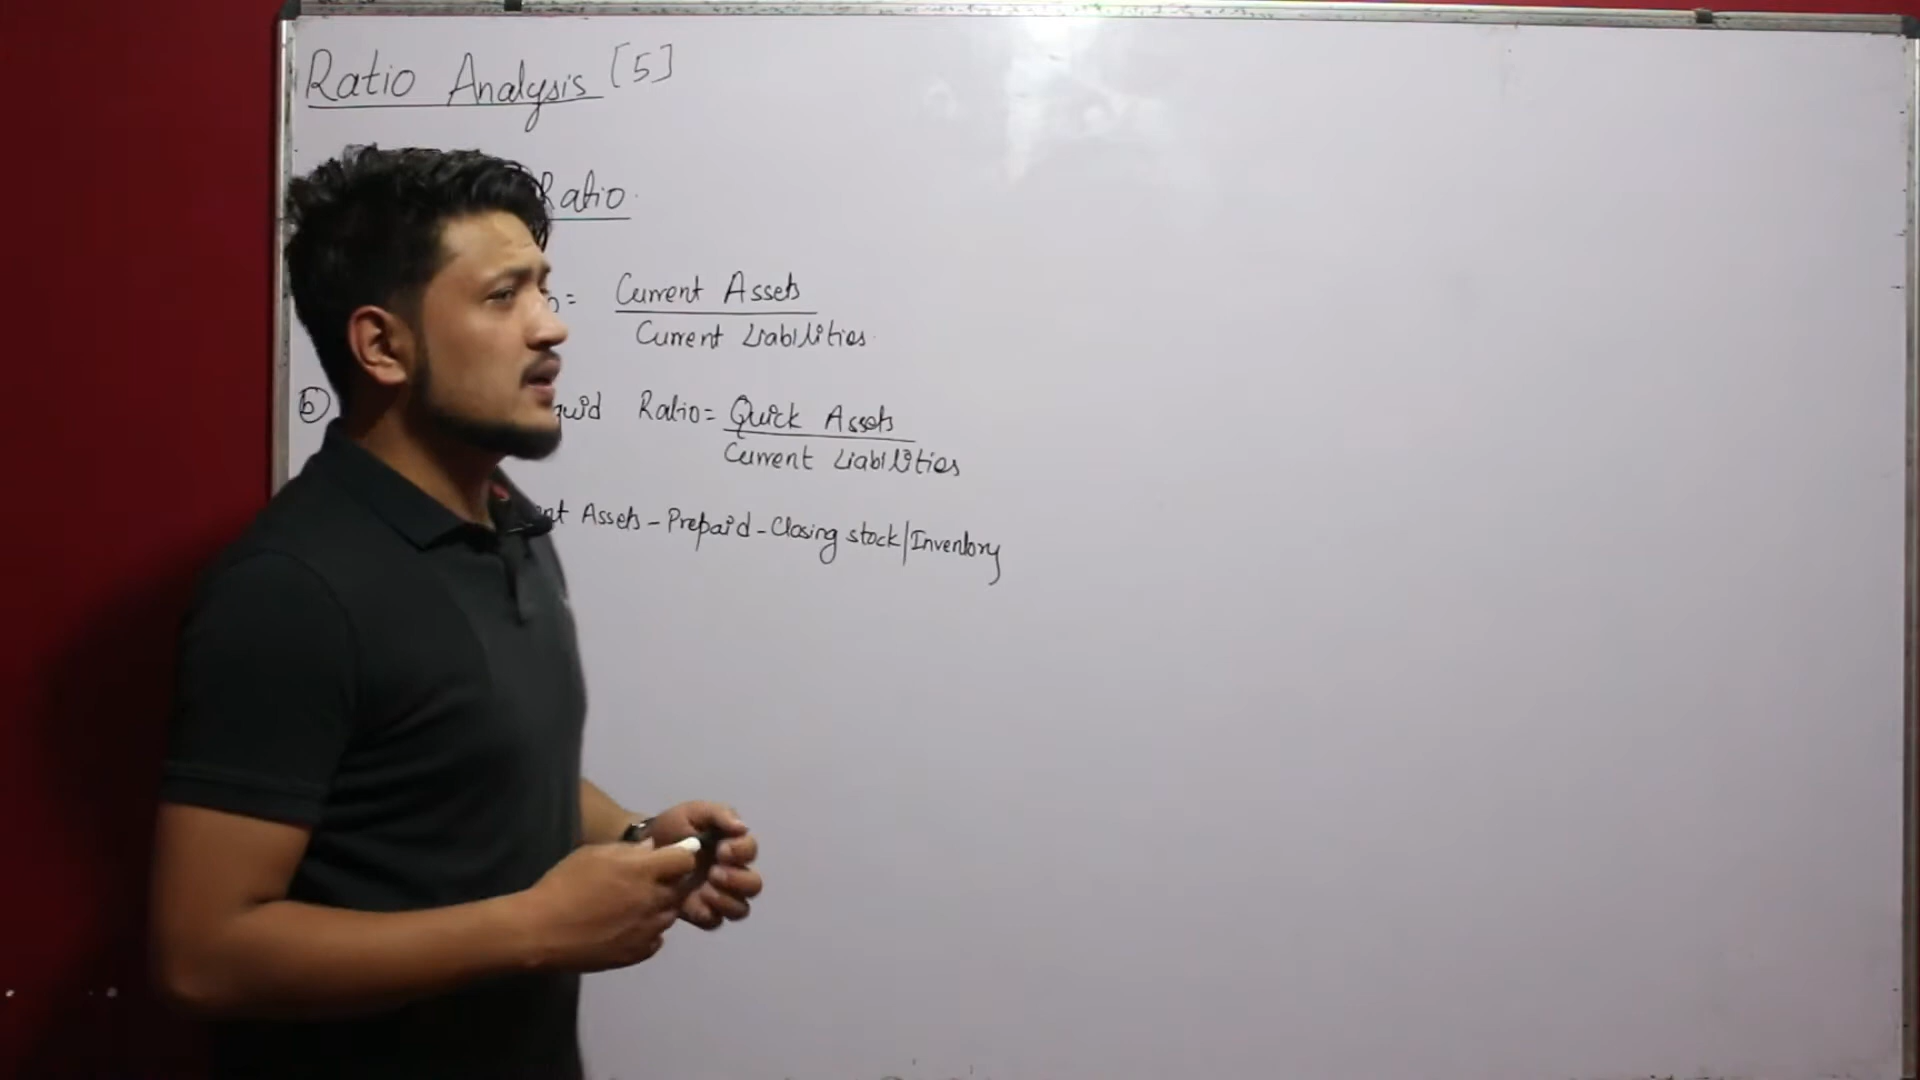 Ratio Analysis [5]
Ratio
= Current Assets
Current Liabilities
b Ratio = Quick Assets
Current Liabilities
Assets - Prepaid - Closing stock/Inventory